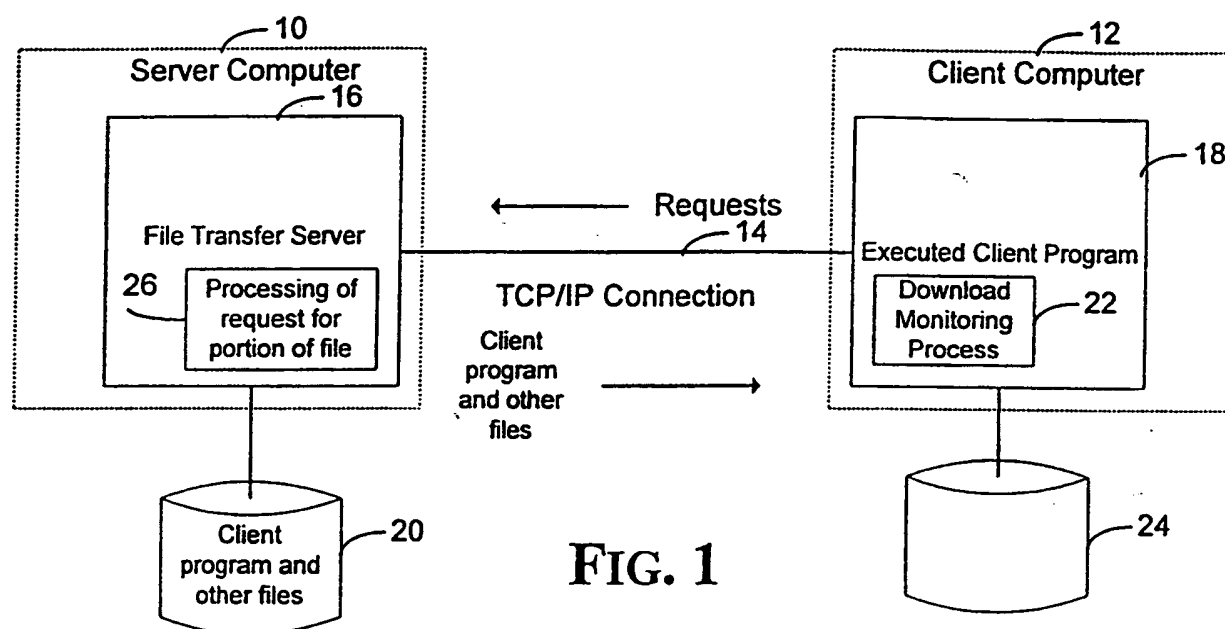 10
Server Computer
16
File Transfer Server
26
Processing of
request for
portion of file
Client
program and
other files
20
Requests
14
TCP/IP Connection
Client
program
and other
files
12
Client Computer
18
Executed Client Program
Download
Monitoring
Process
22
24
FIG. 1